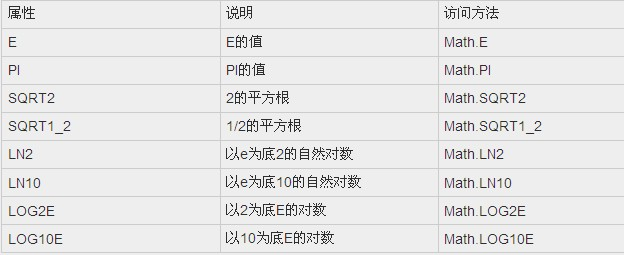 属性 说明 访问方法
E E的值 Math.E
PI PI的值 Math.PI
SQRT2 2的平方根 Math.SQRT2
SQRT1_2 1/2的平方根 Math.SQRT1_2
LN2 以e为底2的自然对数 Math.LN2
LN10 以e为底10的自然对数 Math.LN10
LOG2E 以2为底E的对数 Math.LOG2E
LOG10E 以10为底E的对数 Math.LOG10E